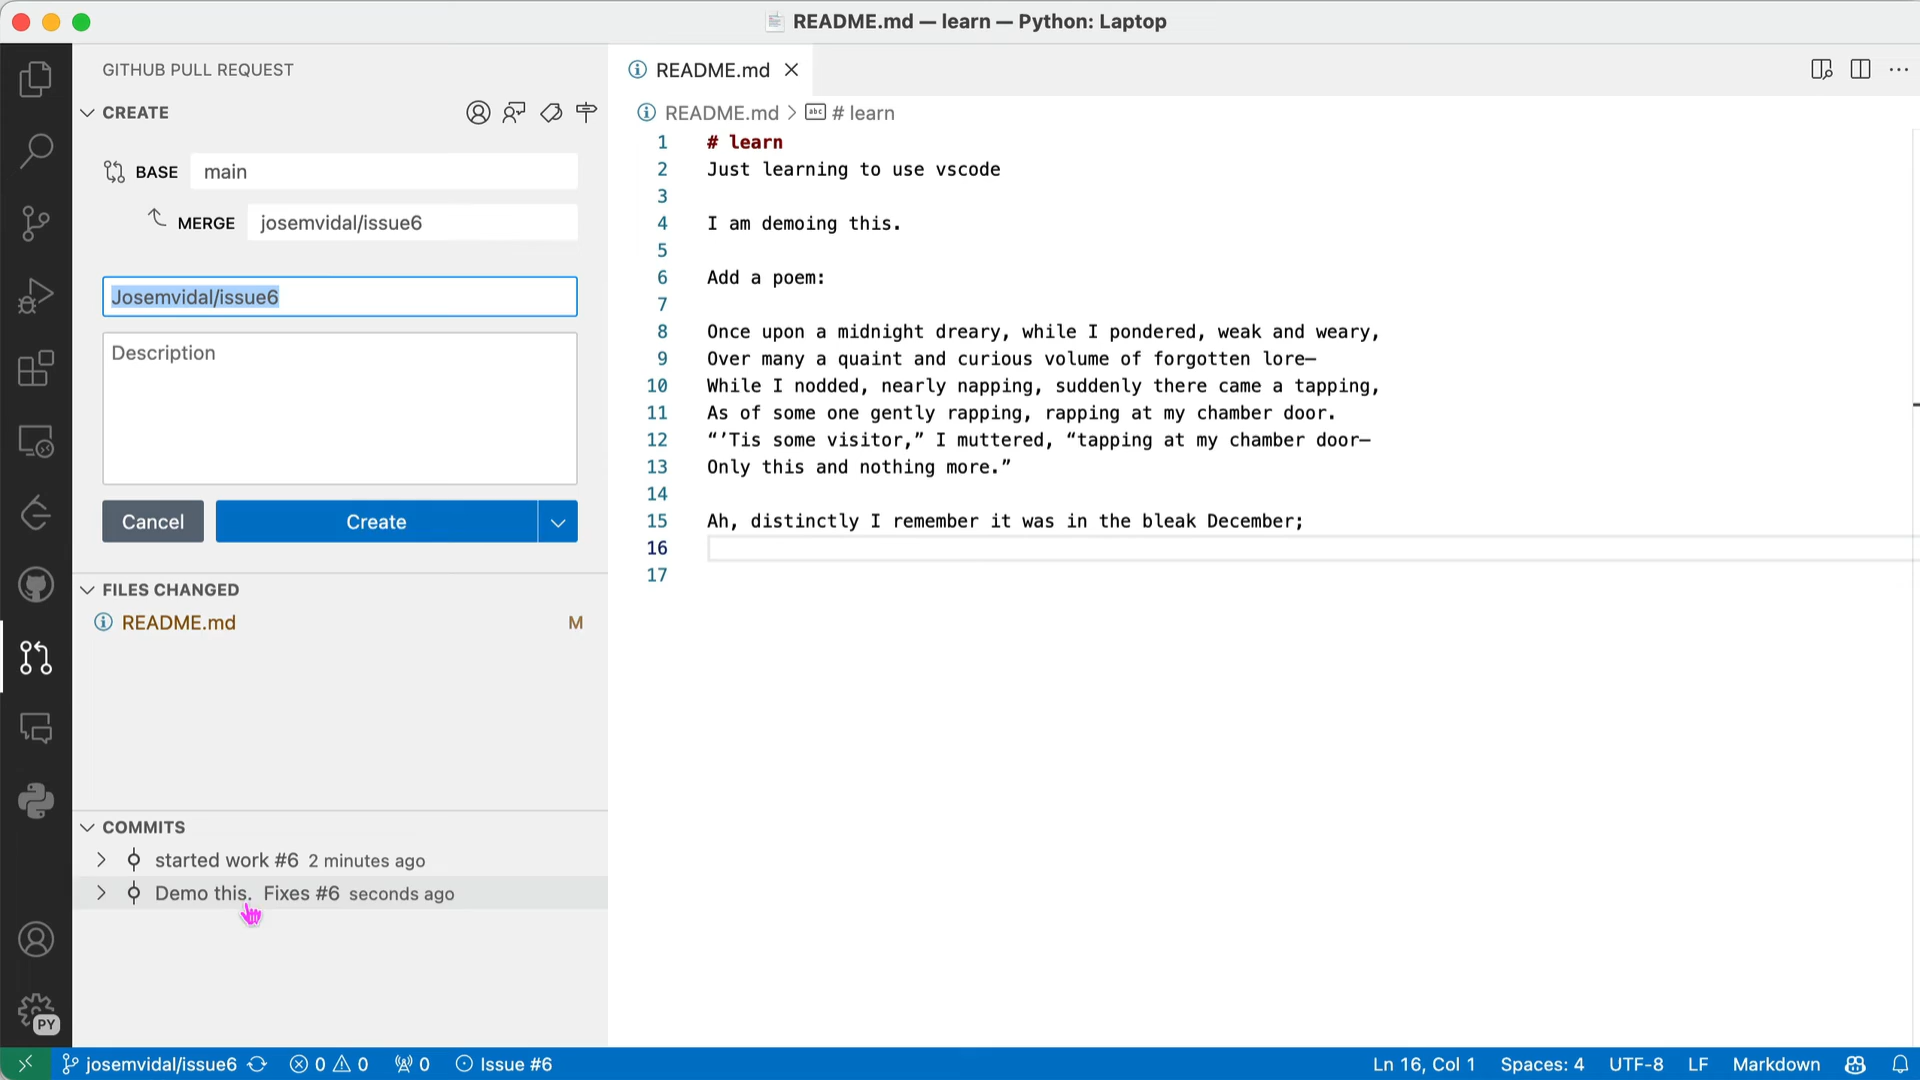 README.md — learn — Python: Laptop
GITHUB PULL REQUEST
CREATE
BASE main
MERGE josemvidal/issue6
Josemvidal/issue6
Description
Cancel Create
FILES CHANGED
README.md M
COMMITS
started work #6 2 minutes ago
Demo this. Fixes #6 seconds ago
PY
README.md
README.md > abc # learn
1 # learn
2 Just learning to use vscode
3
4 I am demoing this.
5
6 Add a poem:
7
8 Once upon a midnight dreary, while I pondered, weak and weary,
9 Over many a quaint and curious volume of forgotten lore—
10 While I nodded, nearly napping, suddenly there came a tapping,
11 As of some one gently rapping, rapping at my chamber door.
12 “’Tis some visitor,” I muttered, “tapping at my chamber door—
13 Only this and nothing more.”
14
15 Ah, distinctly I remember it was in the bleak December;
16
17
josemvidal/issue6 0 0 0 Issue #6 Ln 16, Col 1 Spaces: 4 UTF-8 LF Markdown